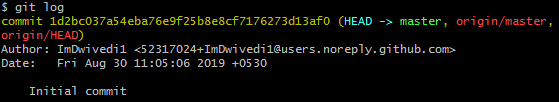 $ git log
commit 1d2bc037a54eba76e9f25b8e8cf7176273d13af0 (HEAD -> master, origin/master,
origin/HEAD)
Author: ImDwivedi1 <52317024+ImDwivedi1@users.noreply.github.com>
Date:   Fri Aug 30 11:05:06 2019 +0530
    Initial commit